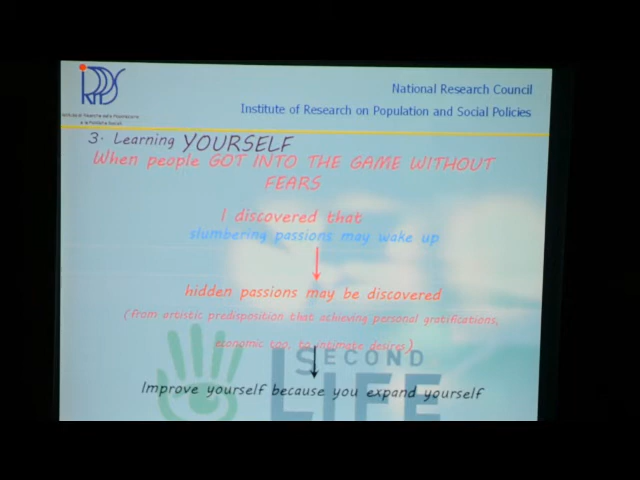 IRPPS
National Research Council
Institute of Research on Population and Social Policies
3. Learning YOURSELF
When people GOT INTO THE GAME WITHOUT
FEARS
I discovered that
slumbering passions may wake up
hidden passions may be discovered
(from artistic predisposition that achieving personal gratifications,
economic too, to intimate desires)
SECOND
LIFE
Improve yourself because you expand yourself